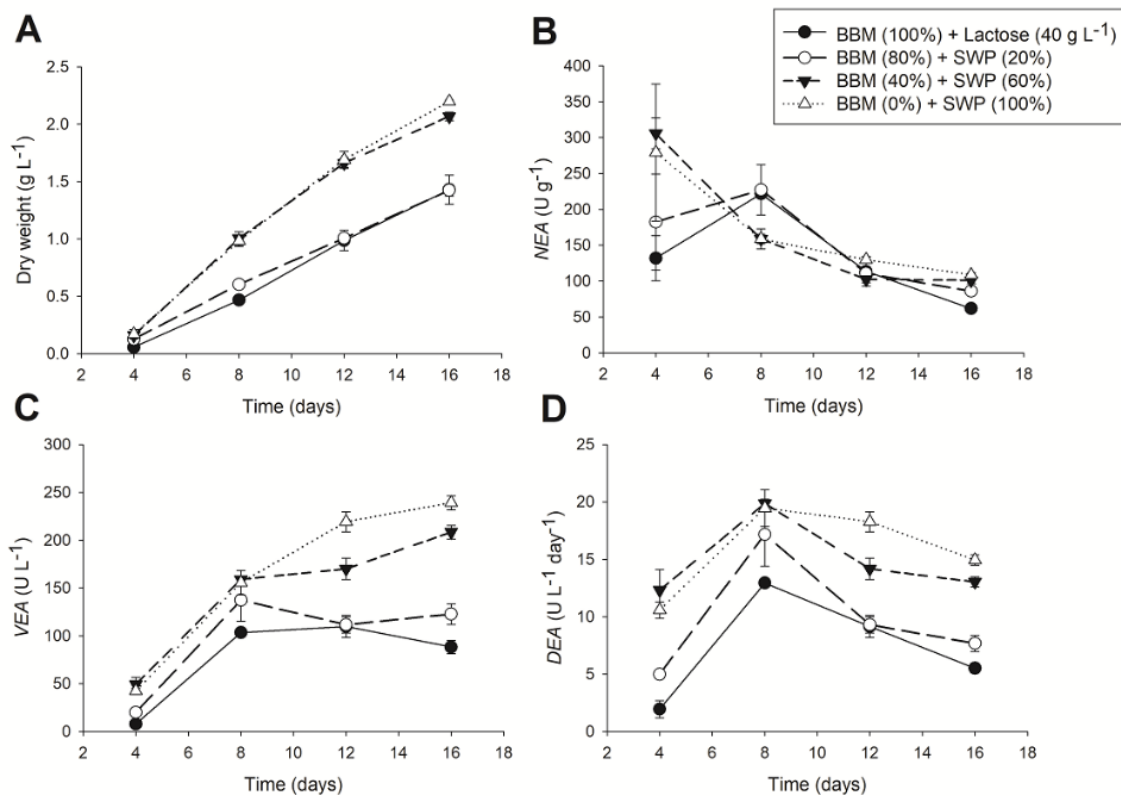 A
Dry weight (g L⁻¹)
2.5
2.0
1.5
1.0
0.5
0.0
2 4 6 8 10 12 14 16 18
Time (days)
B
BBM (100%) + Lactose (40 g L⁻¹)
BBM (80%) + SWP (20%)
BBM (40%) + SWP (60%)
BBM (0%) + SWP (100%)
NEA (U g⁻¹)
400
350
300
250
200
150
100
50
0
2 4 6 8 10 12 14 16 18
Time (days)
C
VEA (U L⁻¹)
300
250
200
150
100
50
0
2 4 6 8 10 12 14 16 18
Time (days)
D
DEA (U L⁻¹ day⁻¹)
25
20
15
10
5
0
2 4 6 8 10 12 14 16 18
Time (days)